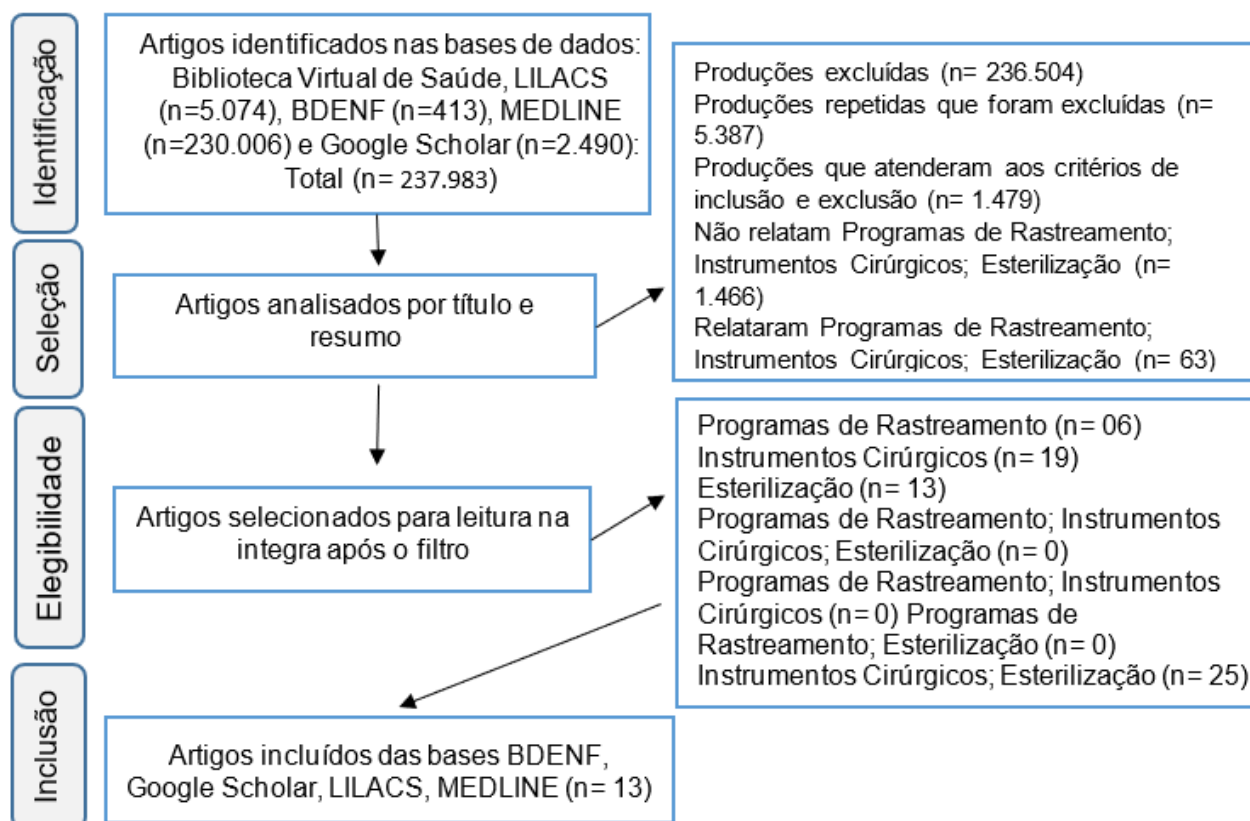 Identificação
Artigos identificados nas bases de dados:
Biblioteca Virtual de Saúde, LILACS
(n=5.074), BDENF (n=413), MEDLINE
(n=230.006) e Google Scholar (n=2.490):
Total (n= 237.983)
Produções excluídas (n= 236.504)
Produções repetidas que foram excluídas (n=
5.387)
Produções que atenderam aos critérios de
inclusão e exclusão (n= 1.479)
Não relatam Programas de Rastreamento;
Instrumentos Cirúrgicos; Esterilização (n=
1.466)
Relataram Programas de Rastreamento;
Instrumentos Cirúrgicos; Esterilização (n= 63)
Seleção
Artigos analisados por título e
resumo
Elegibilidade
Artigos selecionados para leitura na
integra após o filtro
Programas de Rastreamento (n= 06)
Instrumentos Cirúrgicos (n= 19)
Esterilização (n= 13)
Programas de Rastreamento; Instrumentos
Cirúrgicos; Esterilização (n= 0)
Programas de Rastreamento; Instrumentos
Cirúrgicos (n= 0) Programas de
Rastreamento; Esterilização (n= 0)
Instrumentos Cirúrgicos; Esterilização (n= 25)
Inclusão
Artigos incluídos das bases BDENF,
Google Scholar, LILACS, MEDLINE (n= 13)